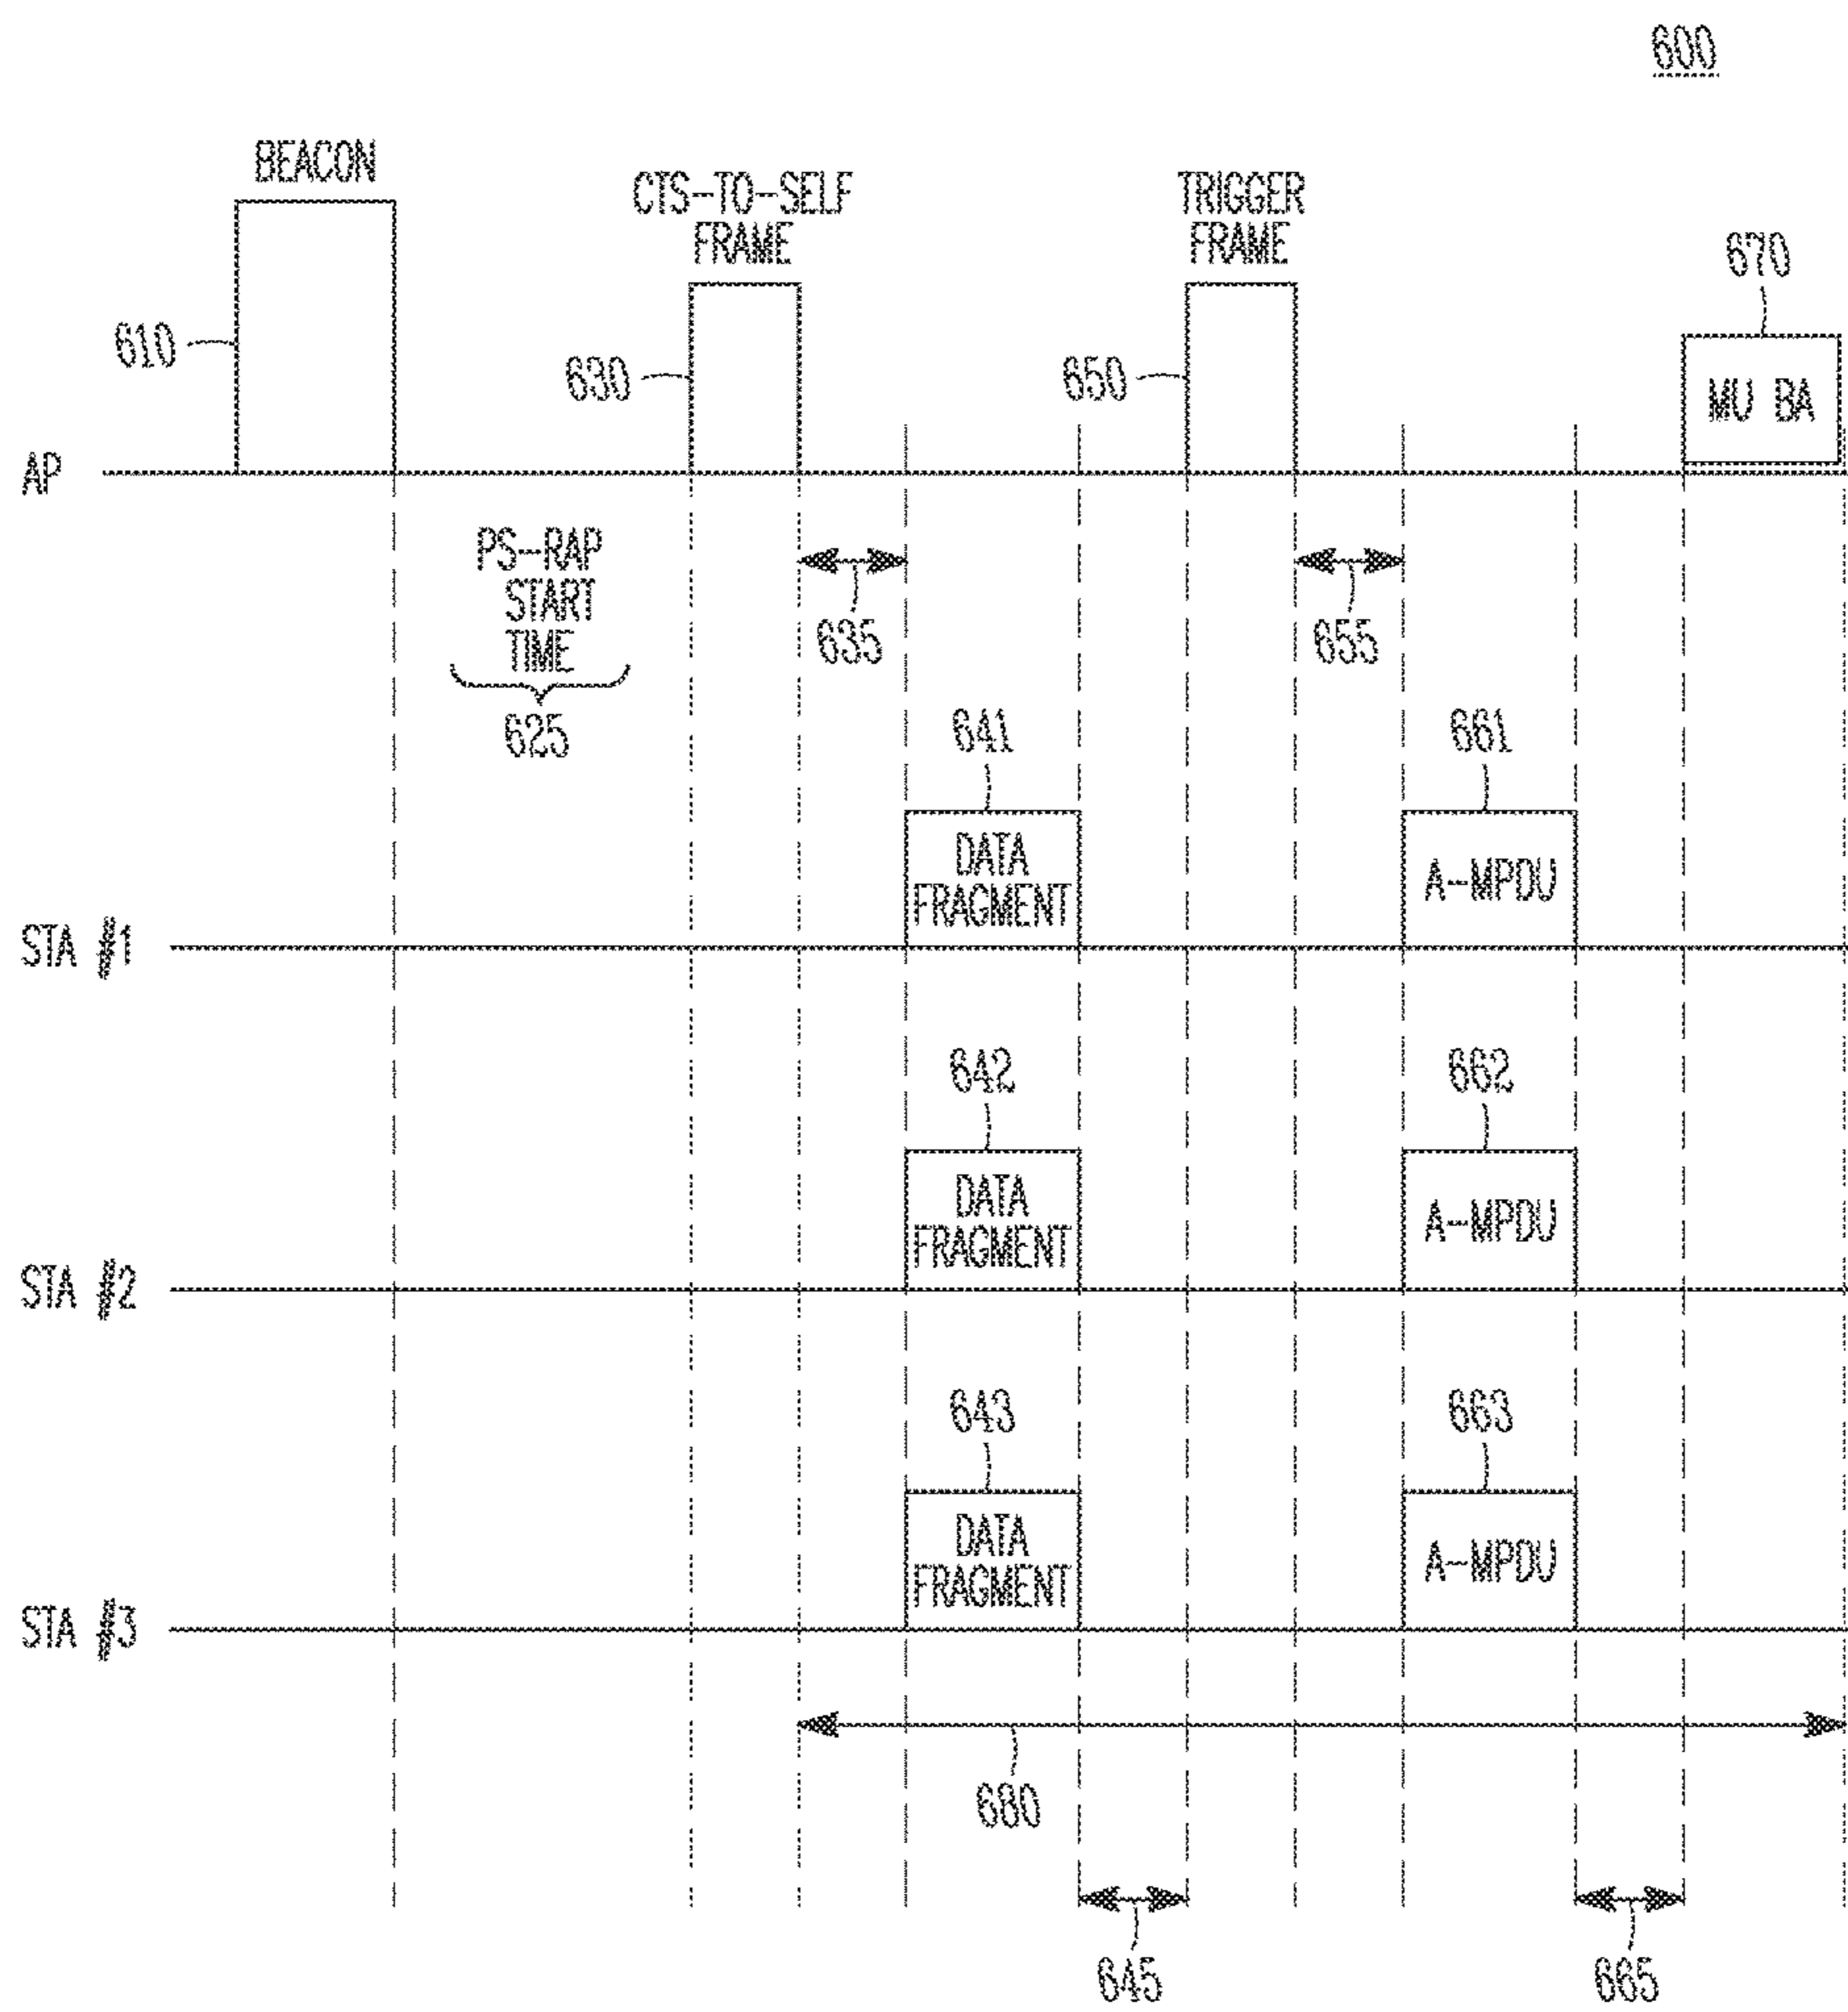 600
BEACON
CTS-TO-SELF
FRAME
TRIGGER
FRAME
610
630
650
670
MU BA
AP
PS-RAP
START
TIME
625
635
655
641
661
DATA
FRAGMENT
A-MPDU
STA #1
642
662
DATA
FRAGMENT
A-MPDU
STA #2
643
663
DATA
FRAGMENT
A-MPDU
STA #3
680
645
665